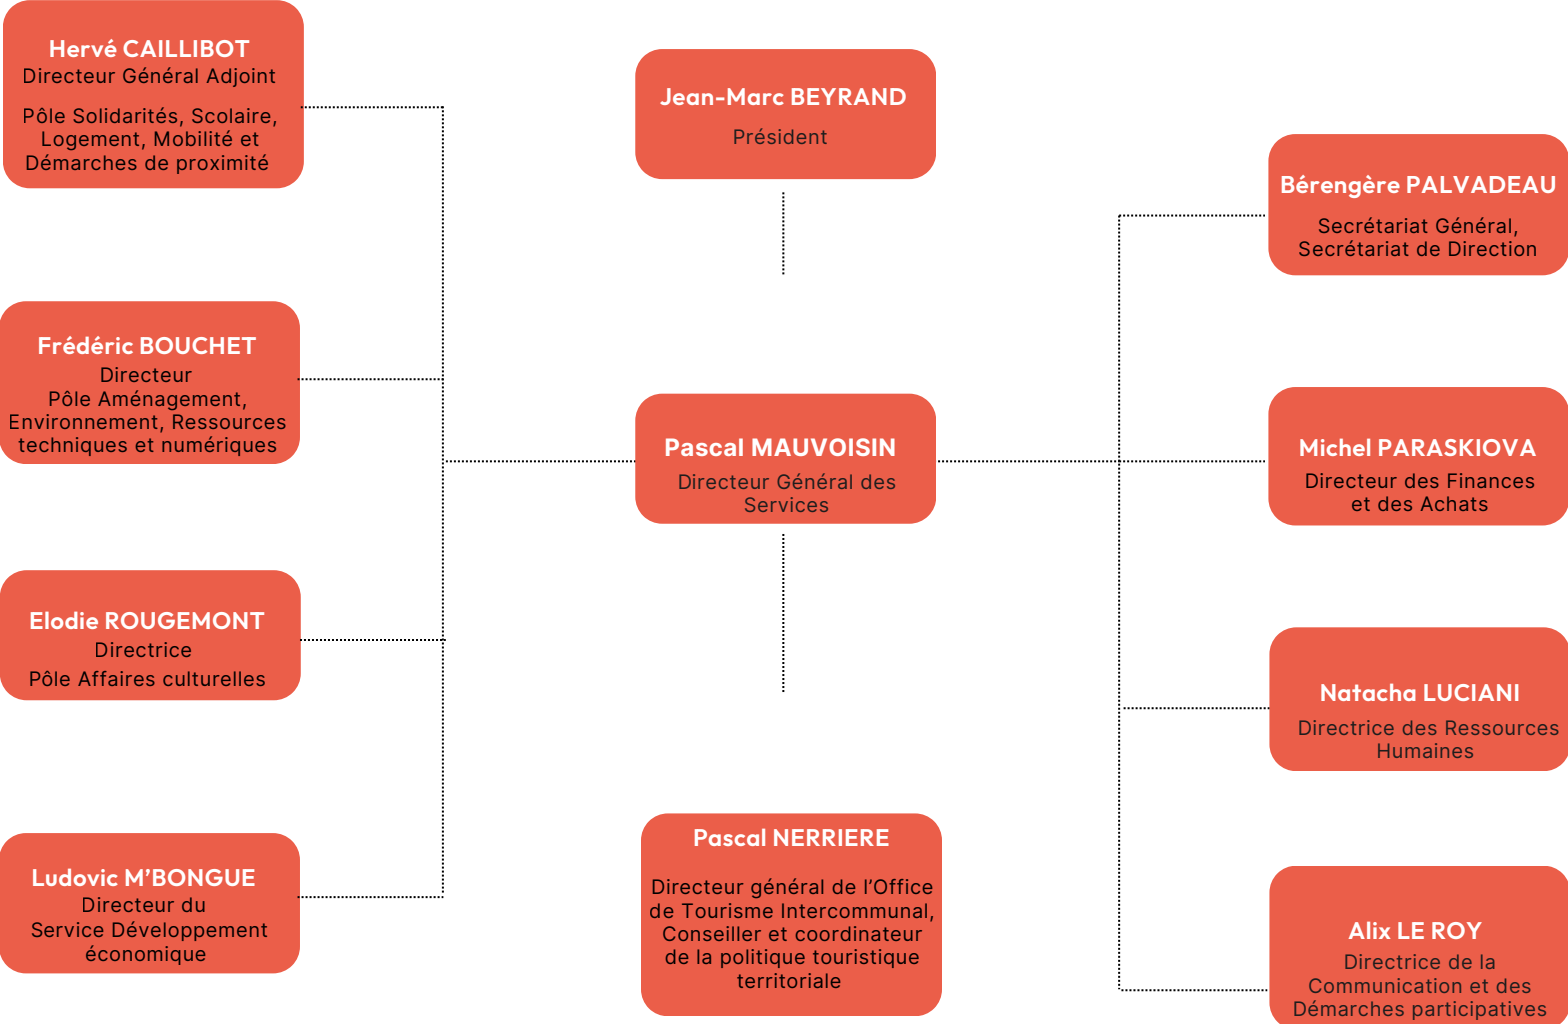 Hervé CAILLIBOT
Directeur Général Adjoint
Pôle Solidarités, Scolaire,
Logement, Mobilité et
Démarches de proximité
Frédéric BOUCHET
Directeur
Pôle Aménagement,
Environnement, Ressources
techniques et numériques
Elodie ROUGEMONT
Directrice
Pôle Affaires culturelles
Ludovic M’BONGUE
Directeur du
Service Développement
économique
Jean-Marc BEYRAND
Président
Pascal MAUVOISIN
Directeur Général des
Services
Pascal NERRIERE
Directeur général de l’Office
de Tourisme Intercommunal,
Conseiller et coordinateur
de la politique touristique
territoriale
Bérengère PALVADEAU
Secrétariat Général,
Secrétariat de Direction
Michel PARASKIOVA
Directeur des Finances
et des Achats
Natacha LUCIANI
Directrice des Ressources
Humaines
Alix LE ROY
Directrice de la
Communication et des
Démarches participatives